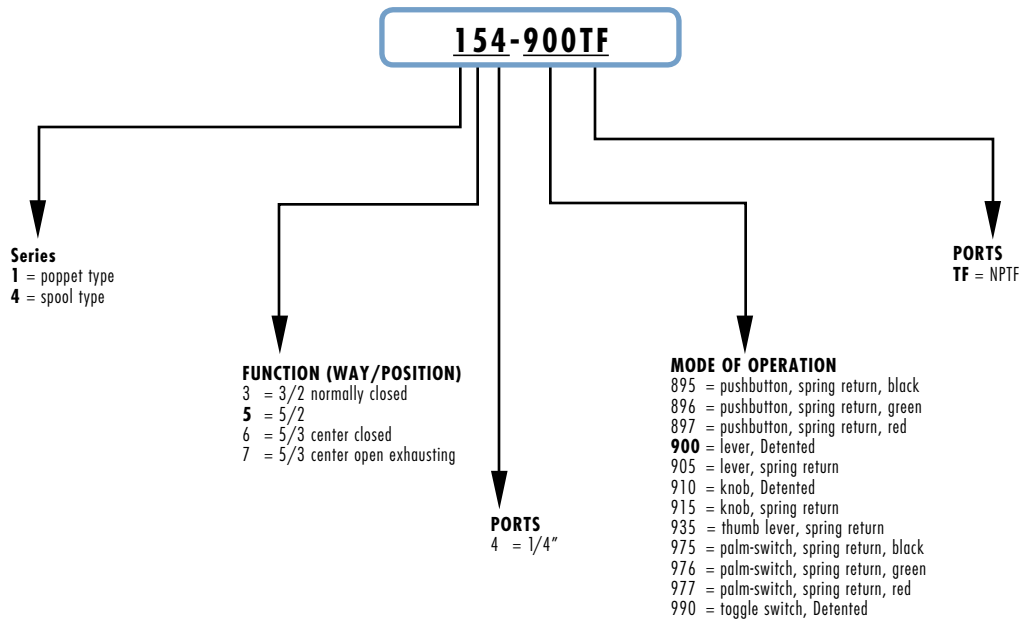 154-900TF
Series
1 = poppet type
4 = spool type
FUNCTION (WAY/POSITION)
3 = 3/2 normally closed
5 = 5/2
6 = 5/3 center closed
7 = 5/3 center open exhausting
PORTS
4 = 1/4”
MODE OF OPERATION
895 = pushbutton, spring return, black
896 = pushbutton, spring return, green
897 = pushbutton, spring return, red
900 = lever, Detented
905 = lever, spring return
910 = knob, Detented
915 = knob, spring return
935 = thumb lever, spring return
975 = palm-switch, spring return, black
976 = palm-switch, spring return, green
977 = palm-switch, spring return, red
990 = toggle switch, Detented
PORTS
TF = NPTF